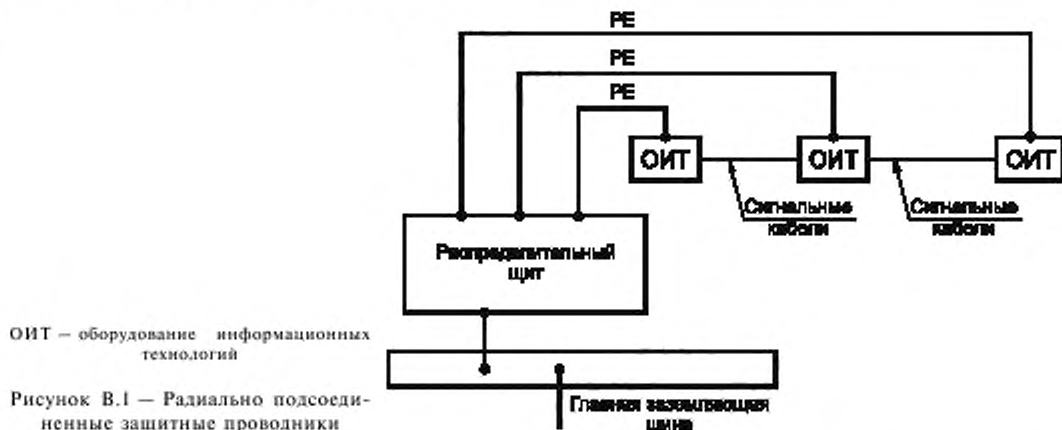 PE
PE
PE
ОИТ
ОИТ
ОИТ
Сигнальные
кабели
Сигнальные
кабели
Распределительный
щит
ОИТ — оборудование информационных
технологий
Главная заземляющая
шина
Рисунок В.1 — Радиально подсоеди-
ненные защитные проводники